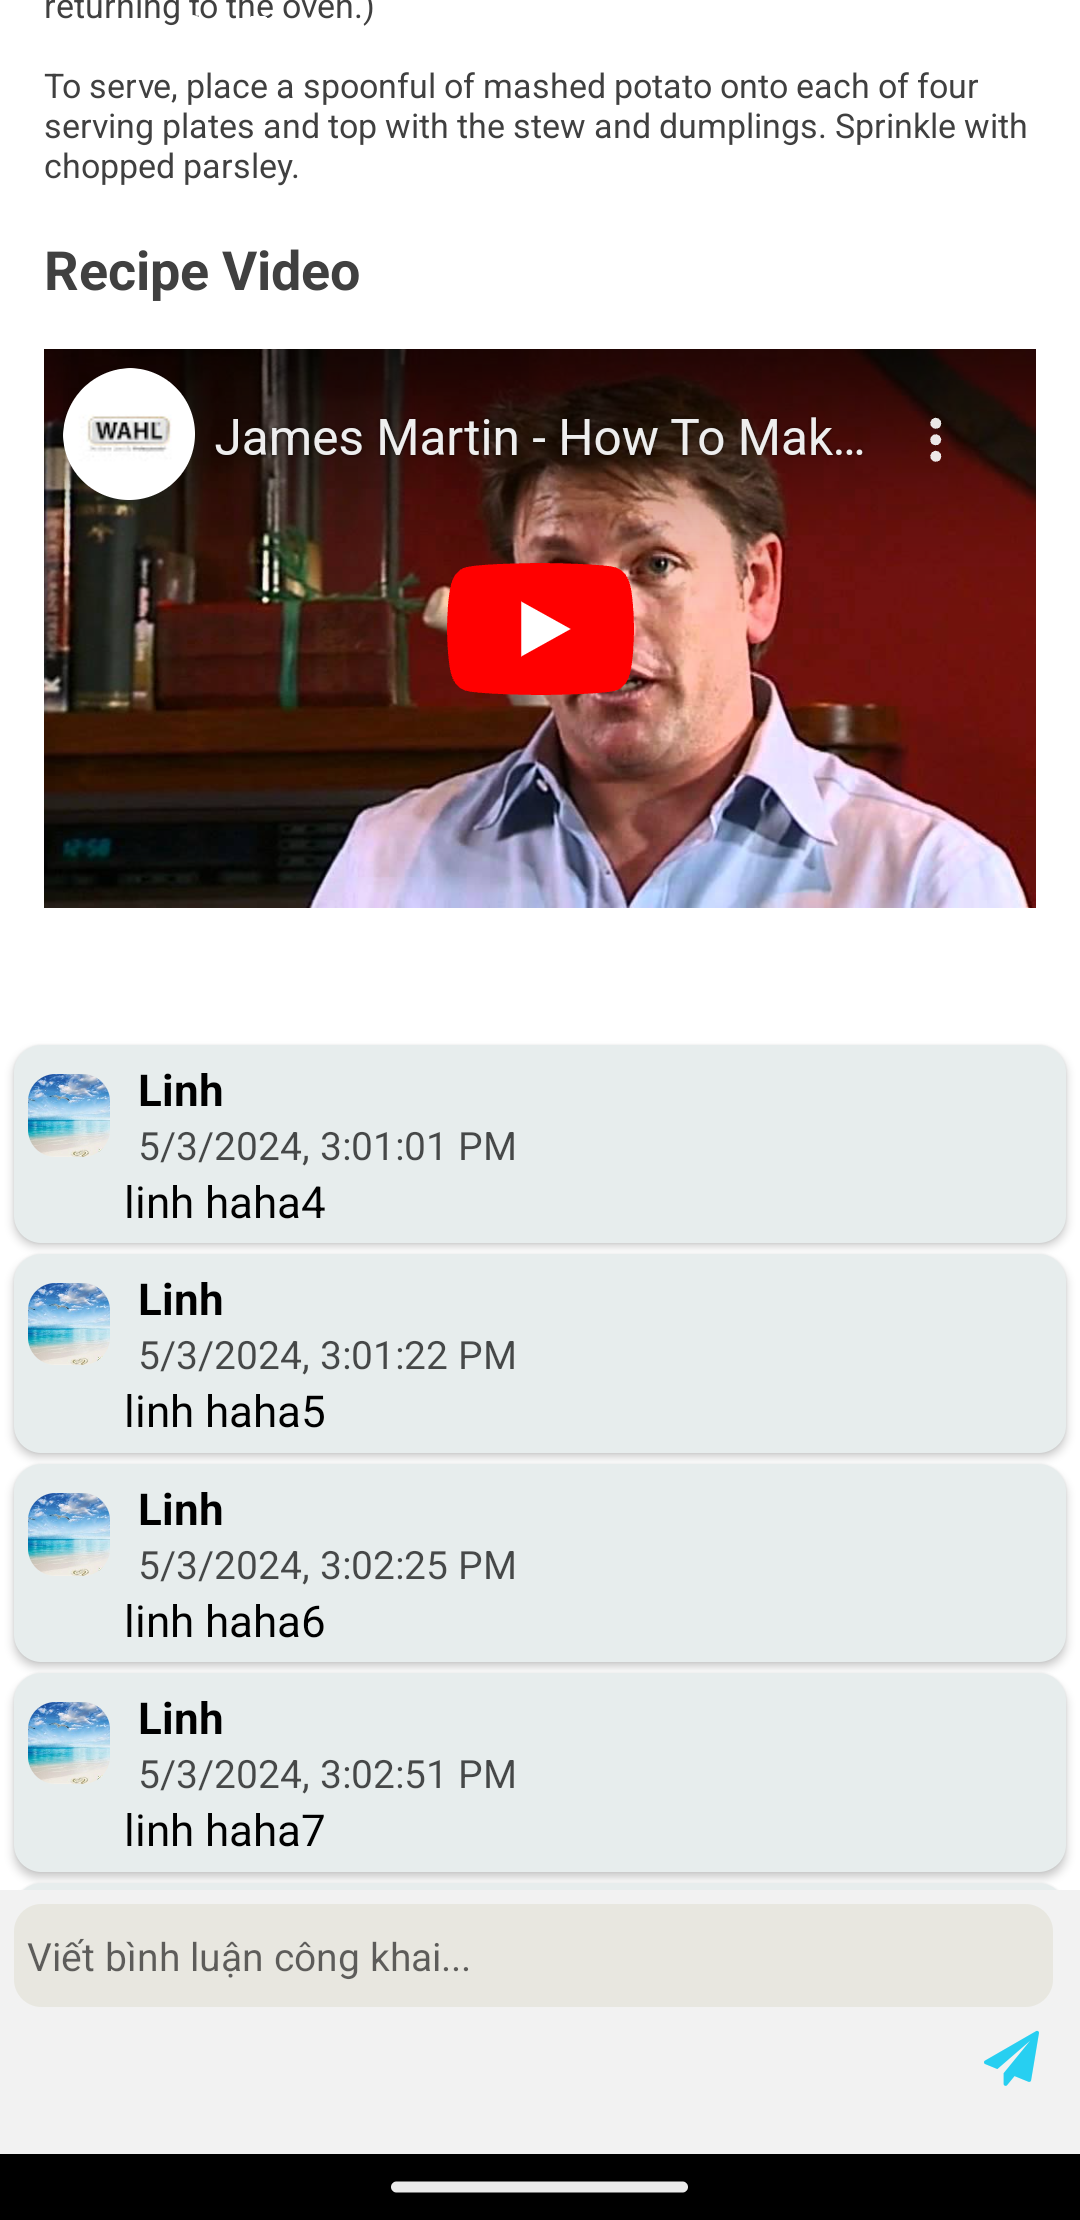 returning to the oven.)
To serve, place a spoonful of mashed potato onto each of four
serving plates and top with the stew and dumplings. Sprinkle with
chopped parsley.
Recipe Video
WAHL
James Martin - How To Mak...
12:58
Linh
5/3/2024, 3:01:01 PM
linh haha4
Linh
5/3/2024, 3:01:22 PM
linh haha5
Linh
5/3/2024, 3:02:25 PM
linh haha6
Linh
5/3/2024, 3:02:51 PM
linh haha7
Viết bình luận công khai...